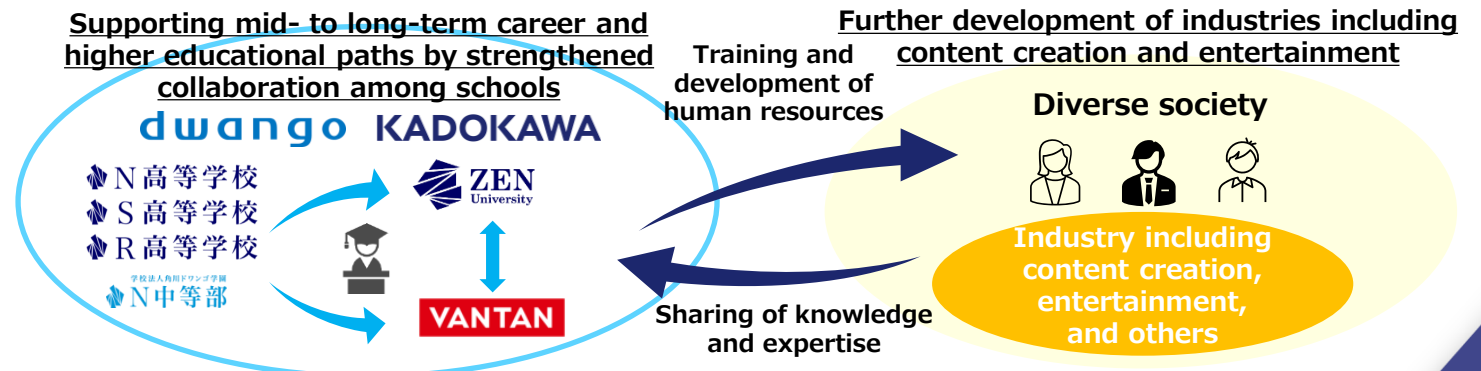 Supporting mid- to long-term career and
higher educational paths by strengthened
collaboration among schools
dwango KADOKAWA
N高等学校
S高等学校
R高等学校
学校法人角川ドワンゴ学園
N中等部
ZEN
University
VANTAN
Training and
development of
human resources
Sharing of knowledge
and expertise
Further development of industries including
content creation and entertainment
Diverse society
Industry including
content creation,
entertainment,
and others